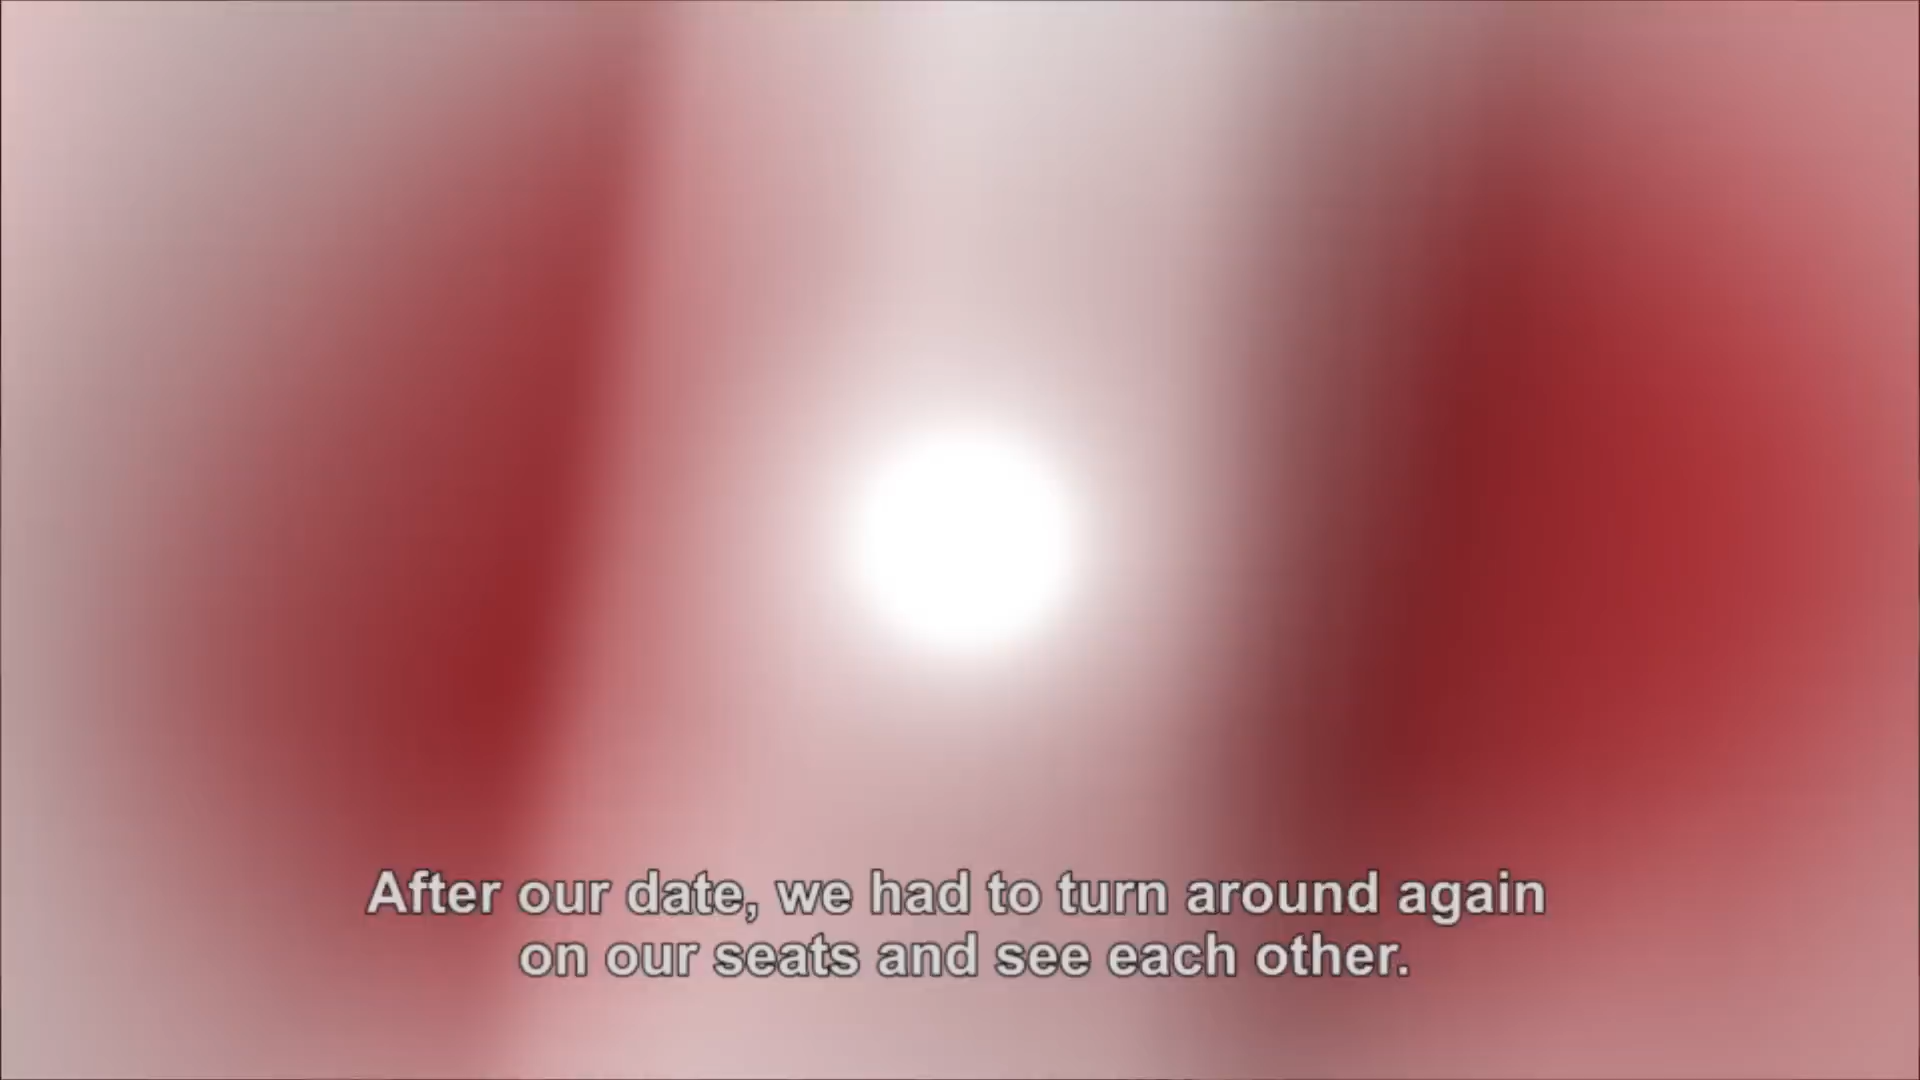 After our date, we had to turn around again
on our seats and see each other.